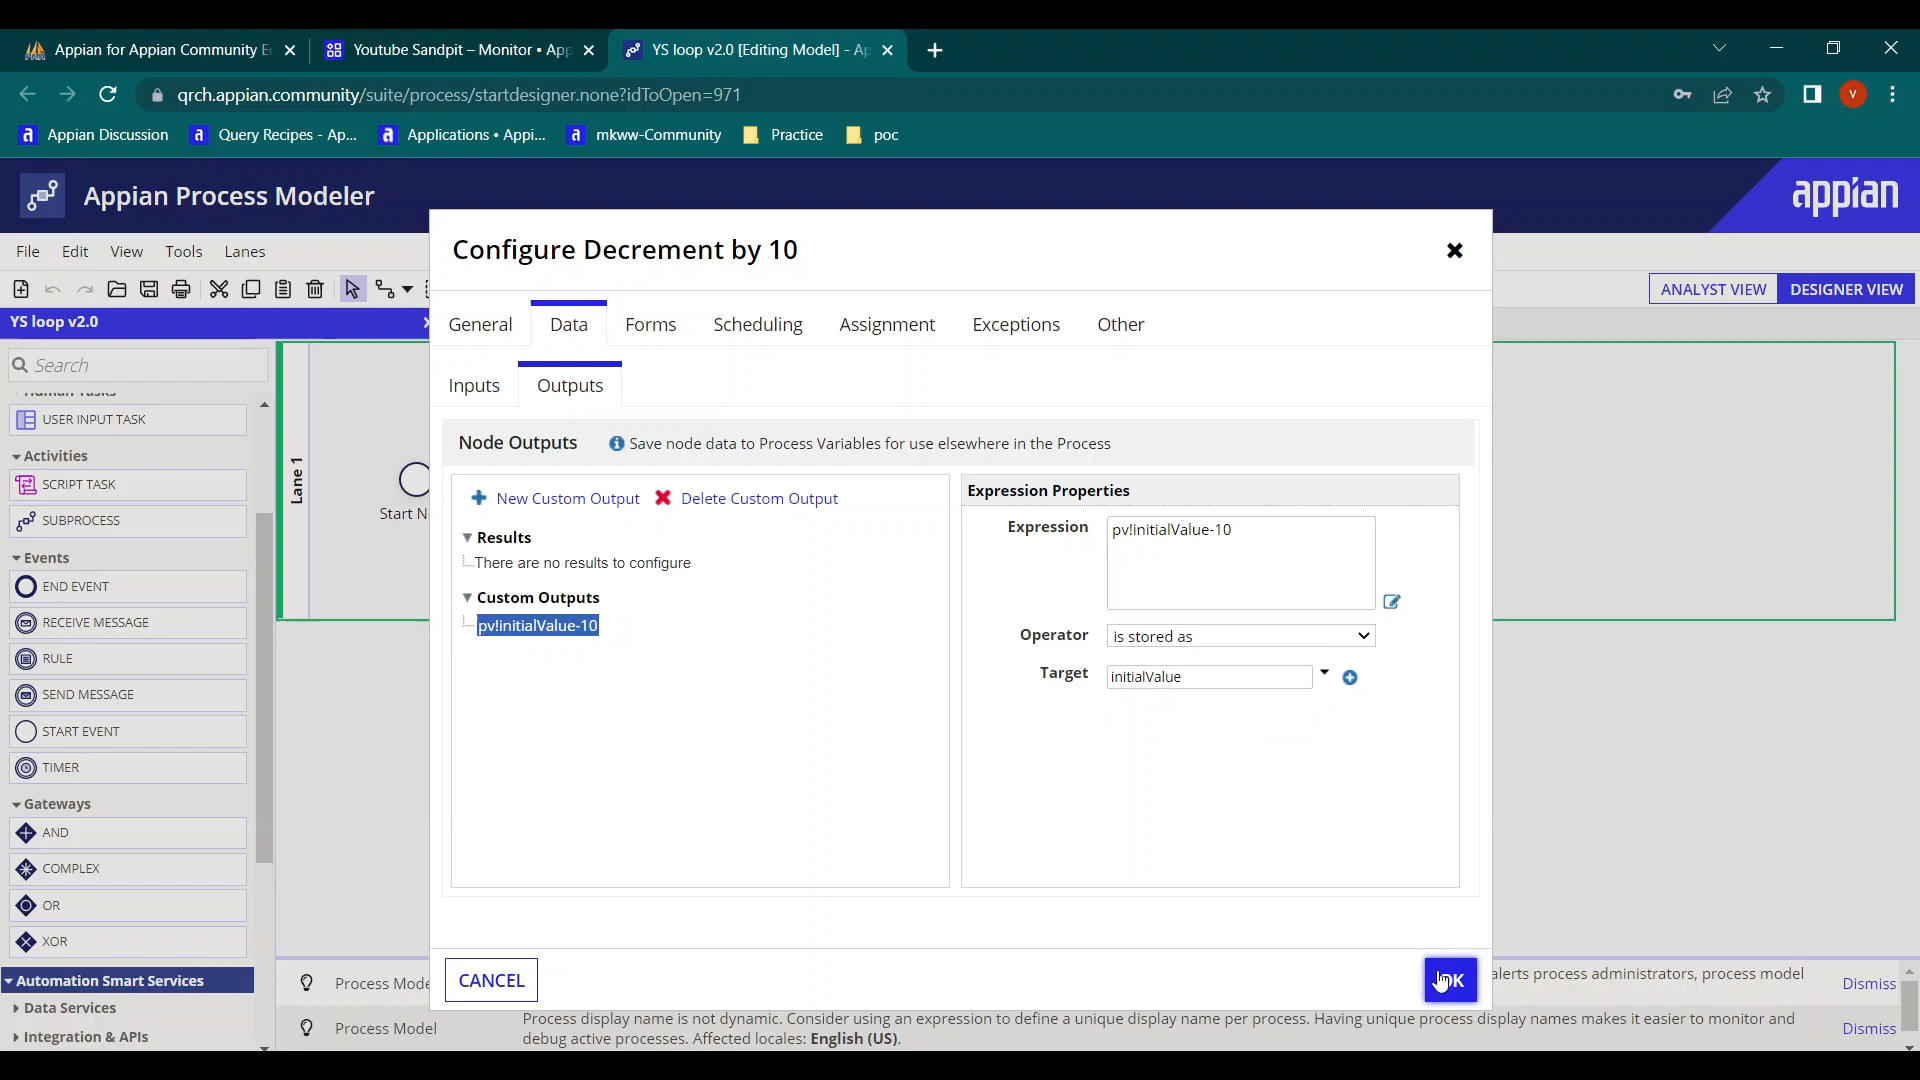 Appian for Appian Community E
Youtube Sandpit – Monitor • App
YS loop v2.0 [Editing Model] - Ap
qrch.appian.community/suite/process/startdesigner.none?idToOpen=971
V
Appian Discussion
Query Recipes - Ap...
Applications • Appi...
mkww-Community
Practice
poc
Appian Process Modeler
appian
File Edit View Tools Lanes
ANALYST VIEW
DESIGNER VIEW
YS loop v2.0
Search
Human Tasks
USER INPUT TASK
Activities
SCRIPT TASK
SUBPROCESS
Events
END EVENT
RECEIVE MESSAGE
RULE
SEND MESSAGE
START EVENT
TIMER
Gateways
AND
COMPLEX
OR
XOR
Automation Smart Services
Data Services
Integration & APIs
Lane 1
Start N
Configure Decrement by 10
General Data Forms Scheduling Assignment Exceptions Other
Inputs Outputs
Node Outputs
Save node data to Process Variables for use elsewhere in the Process
New Custom Output
Delete Custom Output
Results
There are no results to configure
Custom Outputs
pv!initialValue-10
Expression Properties
Expression
pv!initialValue-10
Operator
is stored as
Target
initialValue
CANCEL
OK
Process Mode
alerts process administrators, process model
Dismiss
Process Model
Process display name is not dynamic. Consider using an expression to define a unique display name per process. Having unique process display names makes it easier to monitor and
debug active processes. Affected locales: English (US).
Dismiss